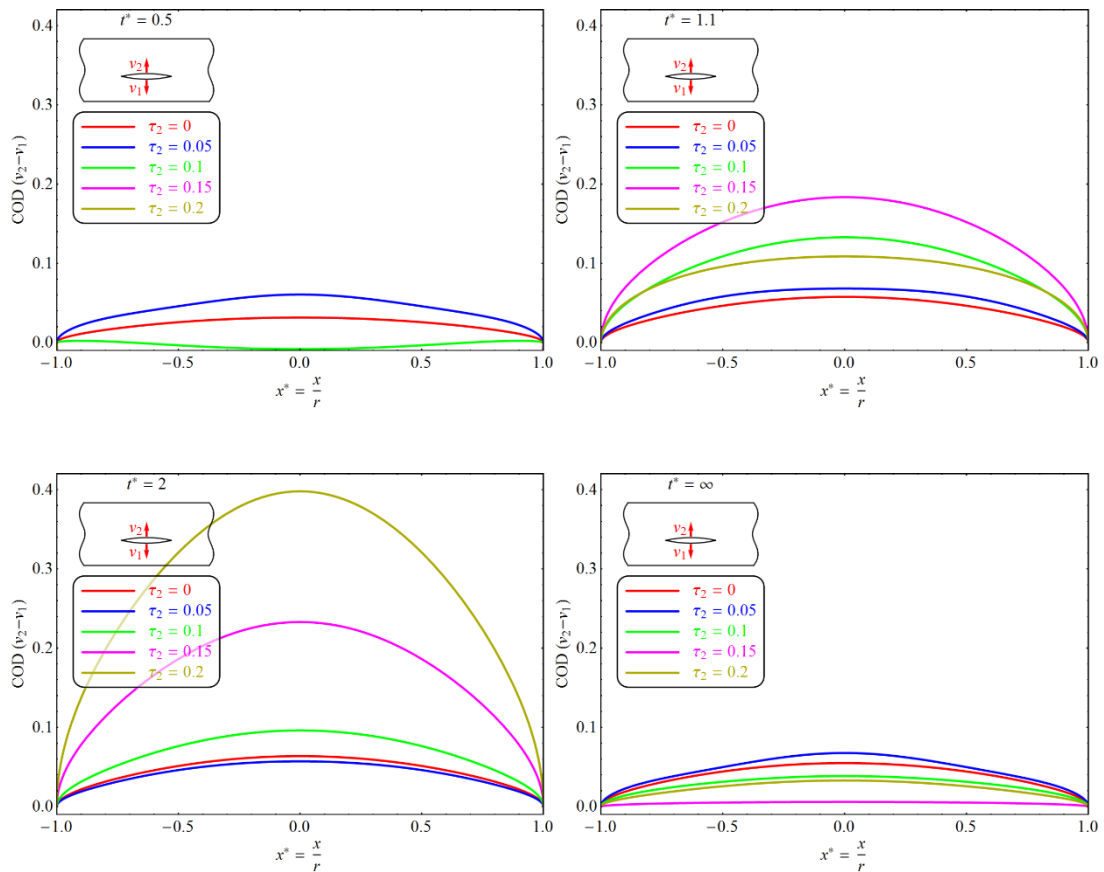 t* = 0.5
COD (v₂−v₁)
0.4
0.3
0.2
0.1
0.0
v₂
v₁
τ₂ = 0
τ₂ = 0.05
τ₂ = 0.1
τ₂ = 0.15
τ₂ = 0.2
−1.0 −0.5 0.0 0.5 1.0
x* = x/r
t* = 1.1
COD (v₂−v₁)
0.4
0.3
0.2
0.1
0.0
v₂
v₁
τ₂ = 0
τ₂ = 0.05
τ₂ = 0.1
τ₂ = 0.15
τ₂ = 0.2
−1.0 −0.5 0.0 0.5 1.0
x* = x/r
t* = 2
COD (v₂−v₁)
0.4
0.3
0.2
0.1
0.0
v₂
v₁
τ₂ = 0
τ₂ = 0.05
τ₂ = 0.1
τ₂ = 0.15
τ₂ = 0.2
−1.0 −0.5 0.0 0.5 1.0
x* = x/r
t* = ∞
COD (v₂−v₁)
0.4
0.3
0.2
0.1
0.0
v₂
v₁
τ₂ = 0
τ₂ = 0.05
τ₂ = 0.1
τ₂ = 0.15
τ₂ = 0.2
−1.0 −0.5 0.0 0.5 1.0
x* = x/r